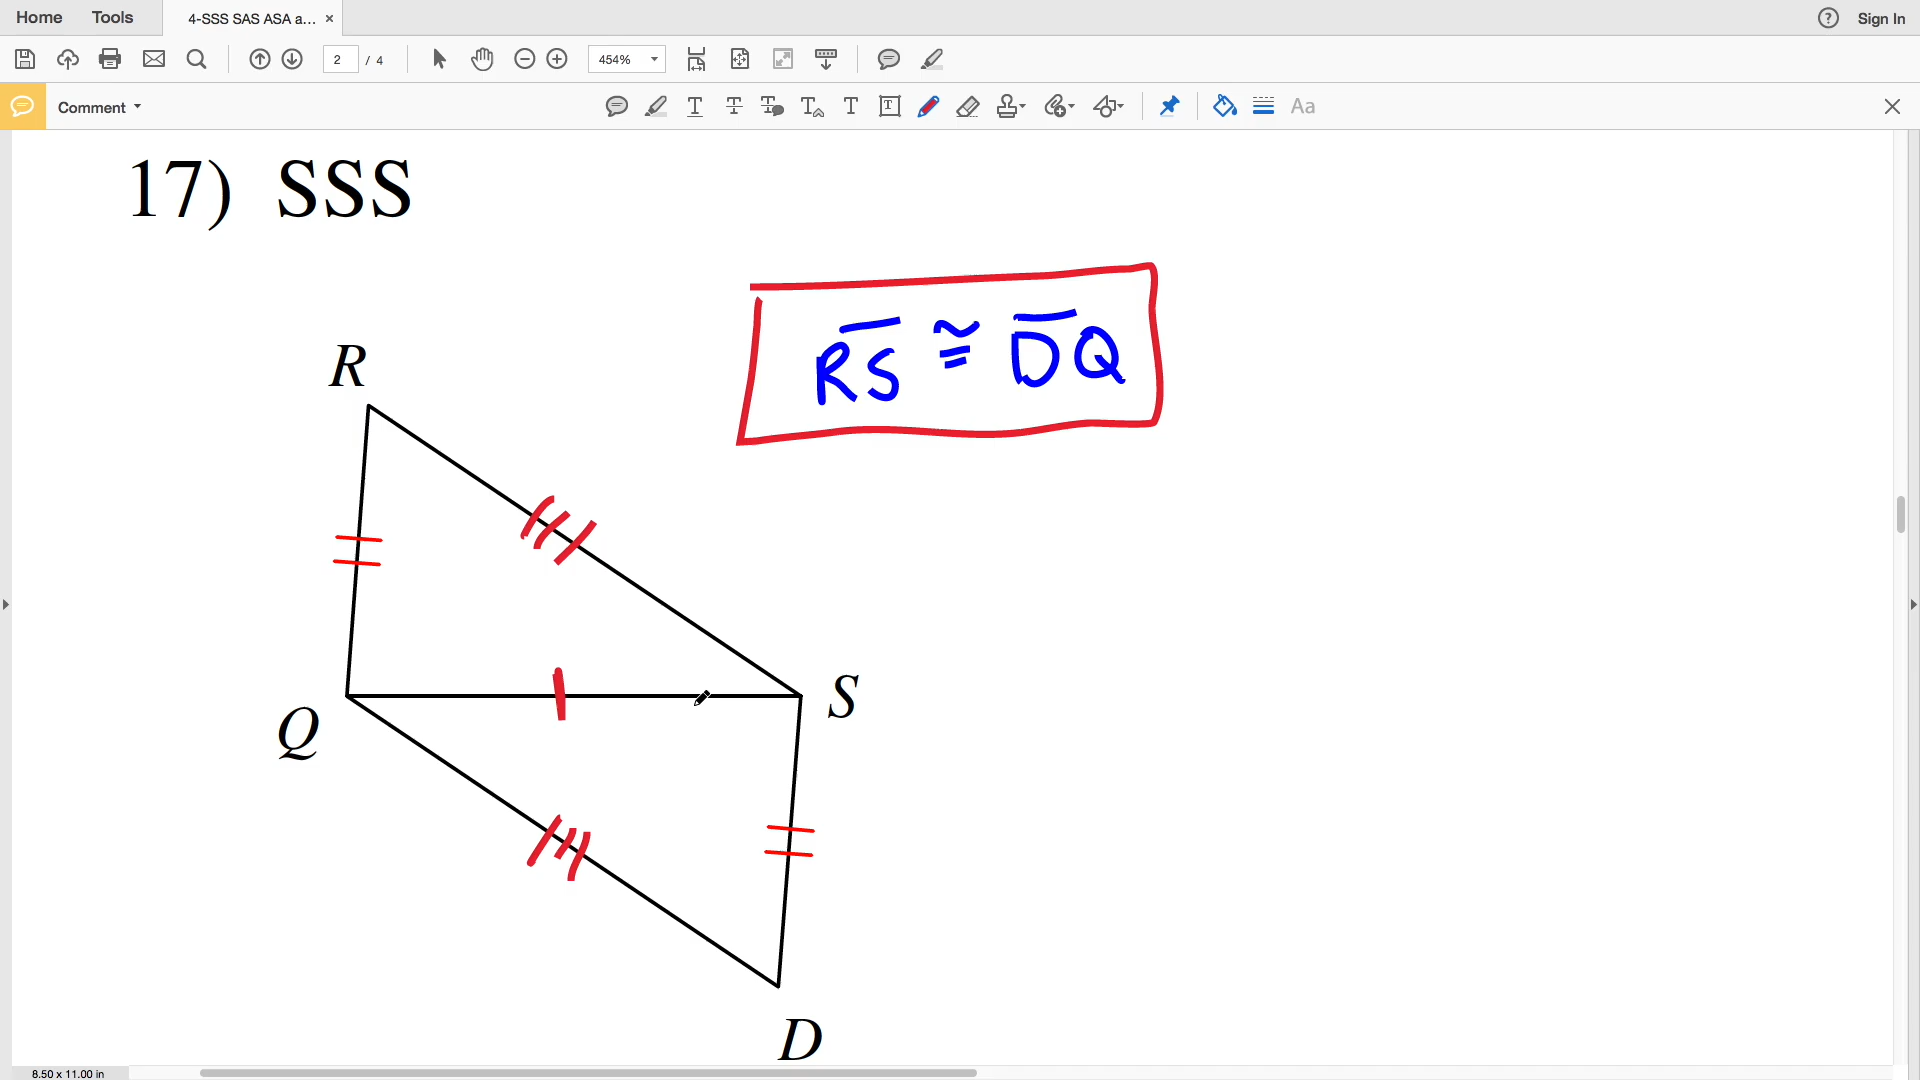 Home Tools 4-SSS SAS ASA a... × ? Sign In
2 / 4 454%
Comment T T T T T T Aa
17) SSS
RS ≅ DQ
R
Q
S
D
8.50 x 11.00 in